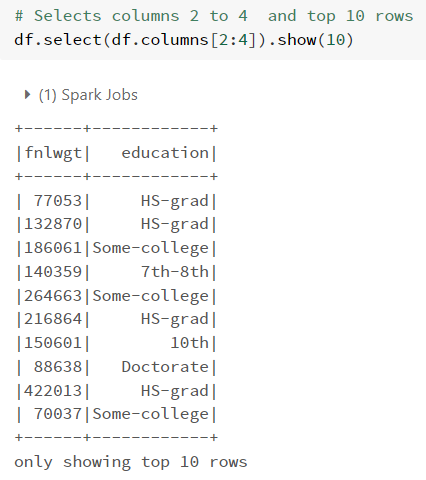 # Selects columns 2 to 4  and top 10 rows
df.select(df.columns[2:4]).show(10)
(1) Spark Jobs
+------+------------+
|fnlwgt|   education|
+------+------------+
| 77053|     HS-grad|
|132870|     HS-grad|
|186061|Some-college|
|140359|     7th-8th|
|264663|Some-college|
|216864|     HS-grad|
|150601|        10th|
| 88638|   Doctorate|
|422013|     HS-grad|
| 70037|Some-college|
+------+------------+
only showing top 10 rows